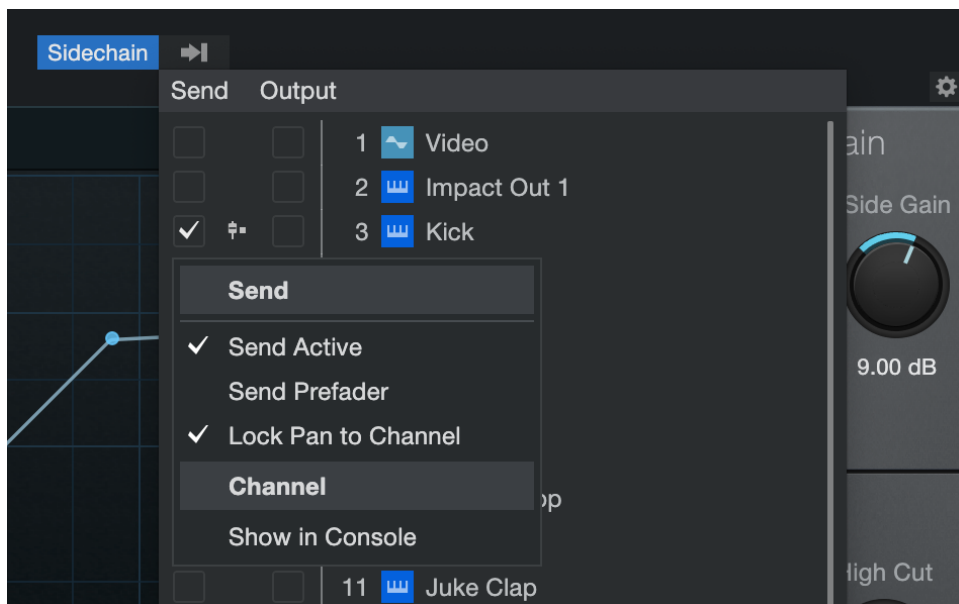 Sidechain
Send Output
1 Video
2 Impact Out 1
3 Kick
Side Gain
9.00 dB
Send
Send Active
Send Prefader
Lock Pan to Channel
Channel
Show in Console
11 Juke Clap
Cut